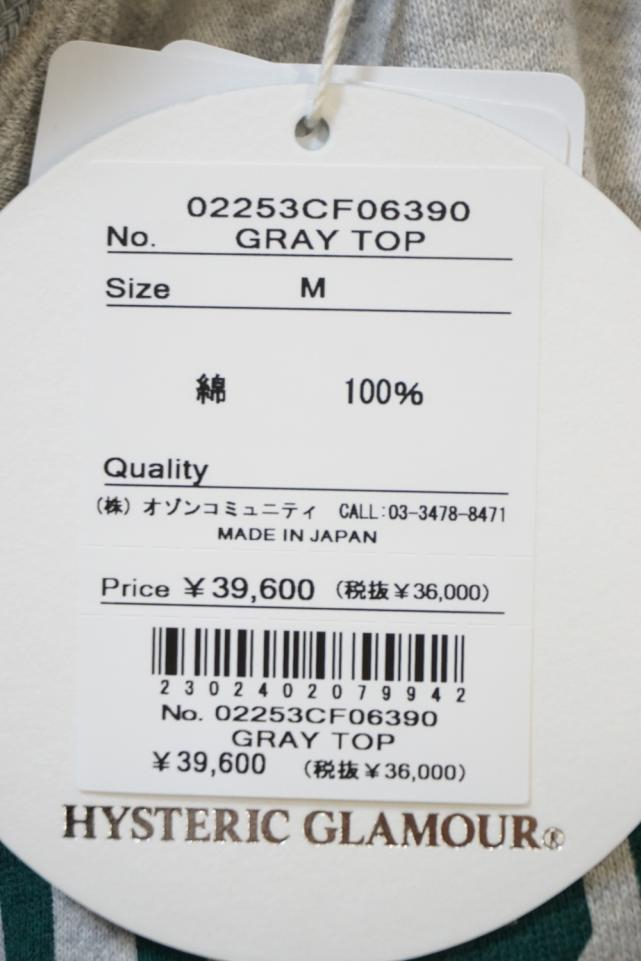 02253CF06390
No. GRAY TOP
Size M
綿 100%
Quality
(株) オゾンコミュニティ CALL:03-3478-8471
MADE IN JAPAN
Price ¥39,600 (税抜¥36,000)
2302402079942
No. 02253CF06390
GRAY TOP
¥39,600 (税抜¥36,000)
HYSTERIC GLAMOUR®